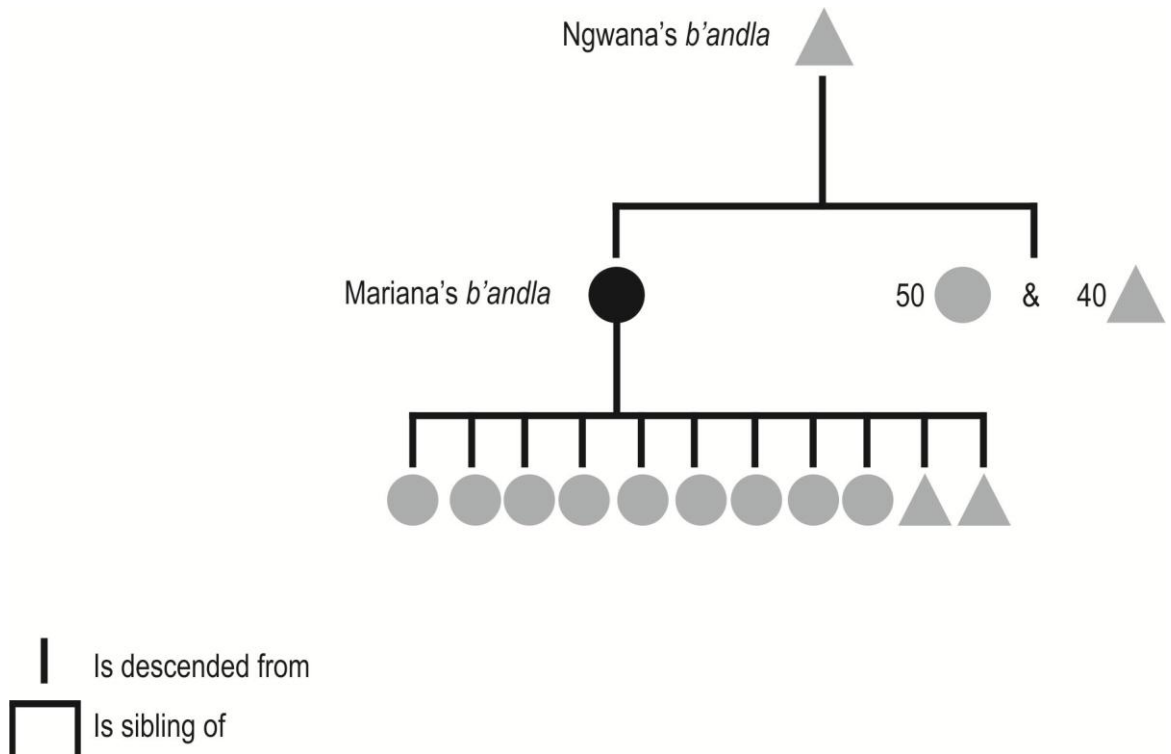 Ngwana’s b’andla
Mariana’s b’andla
50 & 40
Is descended from
Is sibling of